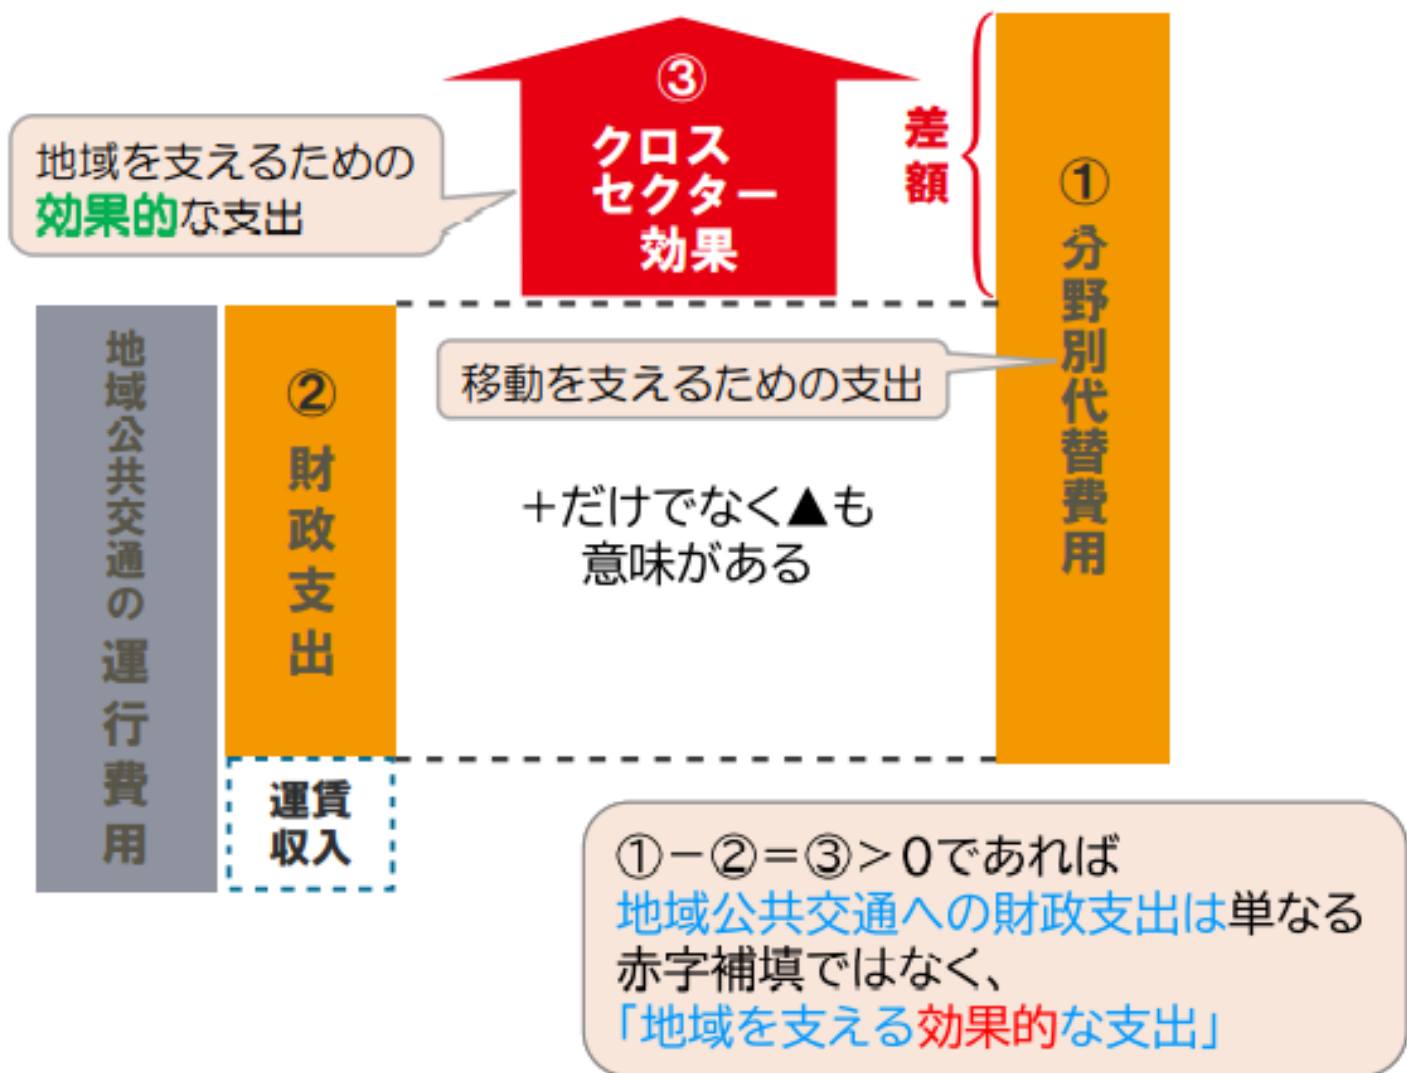 ③
クロス
セクター
効果
差額
①分野別代替費用
地域を支えるための
効果的な支出
地域公共交通の運行費用
②財政支出
移動を支えるための支出
＋だけでなく▲も
意味がある
運賃
収入
①－②＝③＞0であれば
地域公共交通への財政支出は単なる
赤字補填ではなく、
「地域を支える効果的な支出」